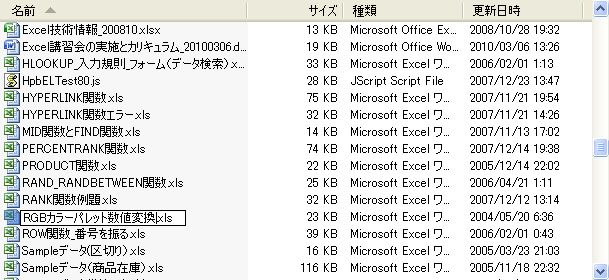 名前 サイズ 種類 更新日時
Excel技術情報_200810.xlsx 13 KB Microsoft Office Ex... 2008/10/28 19:32
Excel講習会の実施とカリキュラム_20100306.d... 29 KB Microsoft Office Wo... 2010/03/06 13:26
HLOOKUP_入力規則_フォーム(データ検索).x... 33 KB Microsoft Excel ワ... 2006/02/01 1:13
HpbELTest80.js 28 KB JScript Script File 2007/12/23 13:47
HYPERLINK関数.xls 75 KB Microsoft Excel ワ... 2007/11/21 19:54
HYPERLINK関数エラー.xls 22 KB Microsoft Excel ワ... 2007/11/21 14:26
MID関数とFIND関数.xls 14 KB Microsoft Excel ワ... 2007/11/13 17:02
PERCENTRANK関数.xls 74 KB Microsoft Excel ワ... 2007/12/14 19:38
PRODUCT関数.xls 22 KB Microsoft Excel ワ... 2005/12/14 22:02
RAND_RANDBETWEEN関数.xls 25 KB Microsoft Excel ワ... 2006/04/21 1:11
RANK関数例題.xls 32 KB Microsoft Excel ワ... 2007/12/12 13:17
RGBカラーパレット数値変換.xls 23 KB Microsoft Excel ワ... 2004/05/20 6:36
ROW関数_番号を振る.xls 39 KB Microsoft Excel ワ... 2006/02/01 0:43
Sampleデータ(区切り).xls 16 KB Microsoft Excel ワ... 2005/03/23 21:03
Sampleデータ(商品在庫).xls 116 KB Microsoft Excel ワ... 2005/11/18 22:32